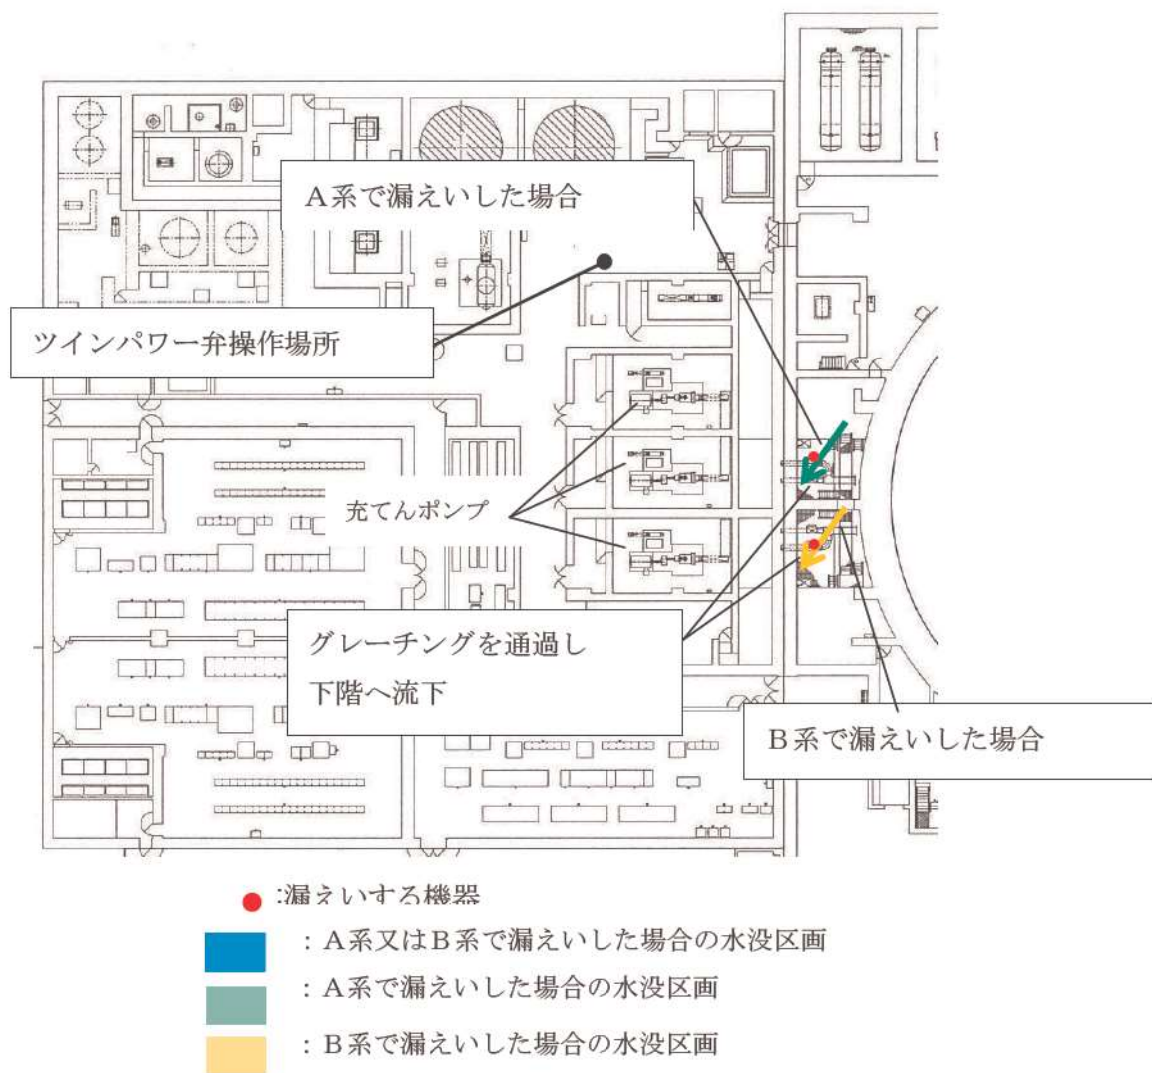 A系で漏えいした場合
ツインパワー弁操作場所
充てんポンプ
グレーチングを通過し
下階へ流下
B系で漏えいした場合
:漏えいする機器
：A系又はB系で漏えいした場合の水没区画
：A系で漏えいした場合の水没区画
：B系で漏えいした場合の水没区画